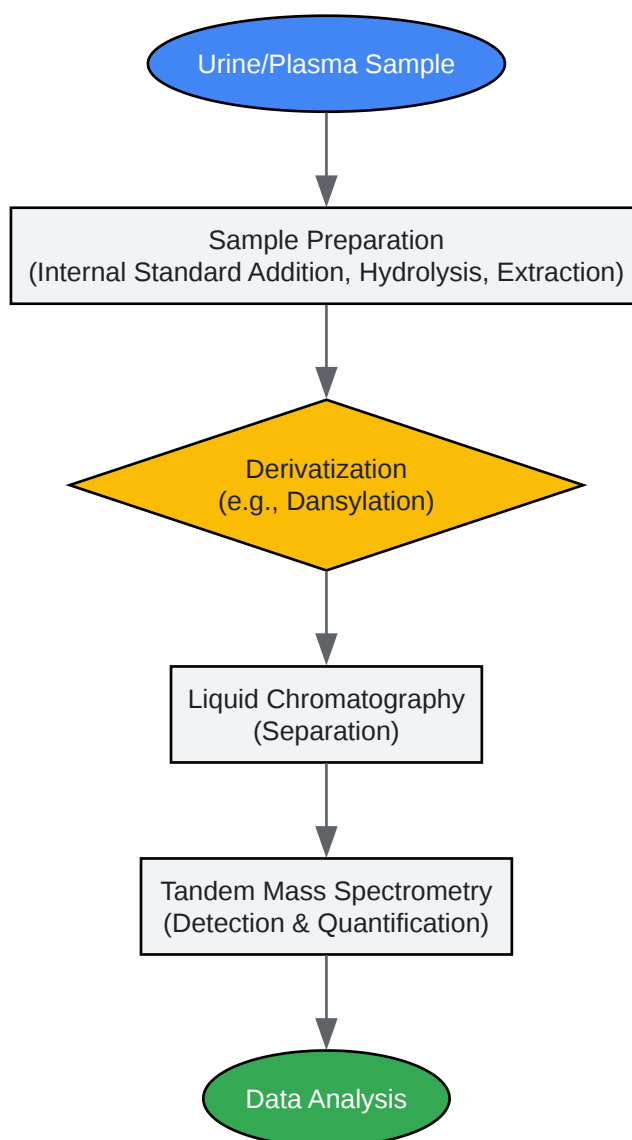 Urine/Plasma Sample
Sample Preparation
(Internal Standard Addition, Hydrolysis, Extraction)
Derivatization
(e.g., Dansylation)
Liquid Chromatography
(Separation)
Tandem Mass Spectrometry
(Detection & Quantification)
Data Analysis